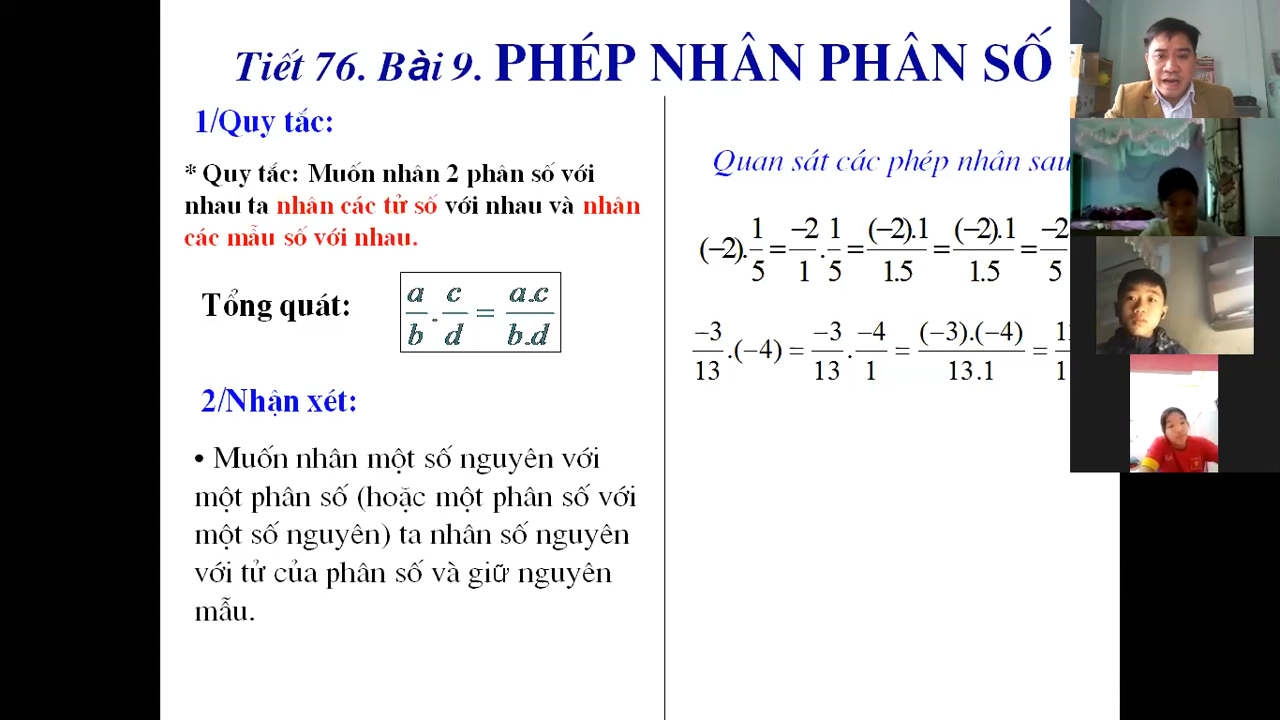 Tiết 76. Bài 9. PHÉP NHÂN PHÂN SỐ
1/Quy tắc:
* Quy tắc: Muốn nhân 2 phân số với
nhau ta nhân các tử số với nhau và nhân
các mẫu số với nhau.
Tổng quát: a/b . c/d = a.c/b.d
2/Nhận xét:
• Muốn nhân một số nguyên với
một phân số (hoặc một phân số với
một số nguyên) ta nhân số nguyên
với tử của phân số và giữ nguyên
mẫu.
Quan sát các phép nhân sau
(−2).1/5 = −2/1 . 1/5 = (−2).1/1.5 = (−2).1/1.5 = −2/5
−3/13 .(−4) = −3/13 . −4/1 = (−3).(−4)/13.1 =